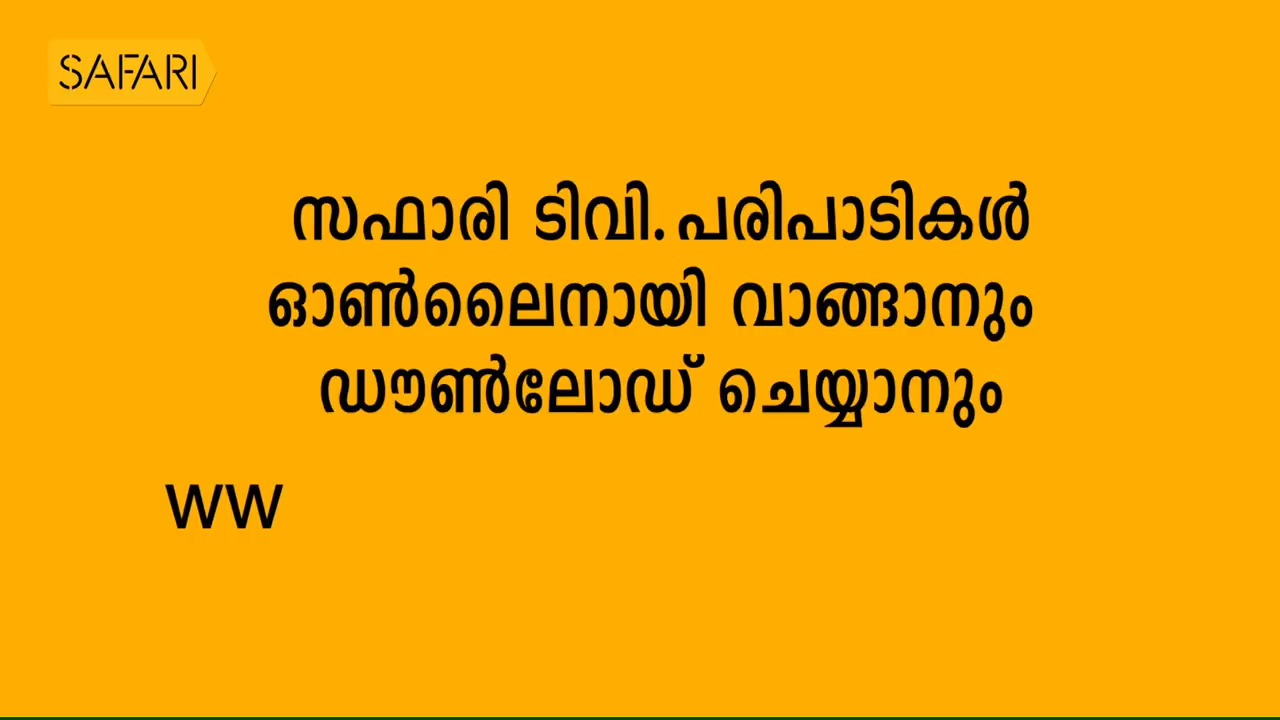 SAFARI
സഫാരി ടിവി. പരിപാടികൾ
ഓൺലൈനായി വാങ്ങാനും
ഡൗൺലോഡ് ചെയ്യാനും
ww